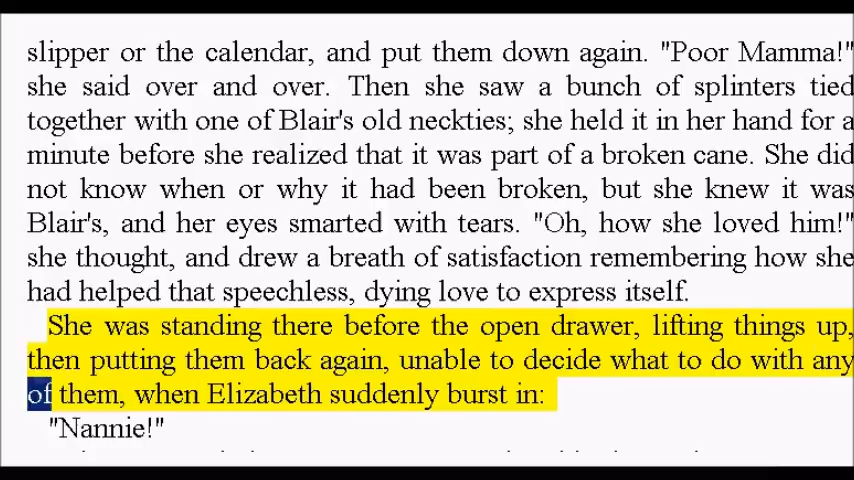 slipper or the calendar, and put them down again. "Poor Mamma!"
she said over and over. Then she saw a bunch of splinters tied
together with one of Blair's old neckties; she held it in her hand for a
minute before she realized that it was part of a broken cane. She did
not know when or why it had been broken, but she knew it was
Blair's, and her eyes smarted with tears. "Oh, how she loved him!"
she thought, and drew a breath of satisfaction remembering how she
had helped that speechless, dying love to express itself.
She was standing there before the open drawer, lifting things up,
then putting them back again, unable to decide what to do with any
of them, when Elizabeth suddenly burst in:
"Nannie!"